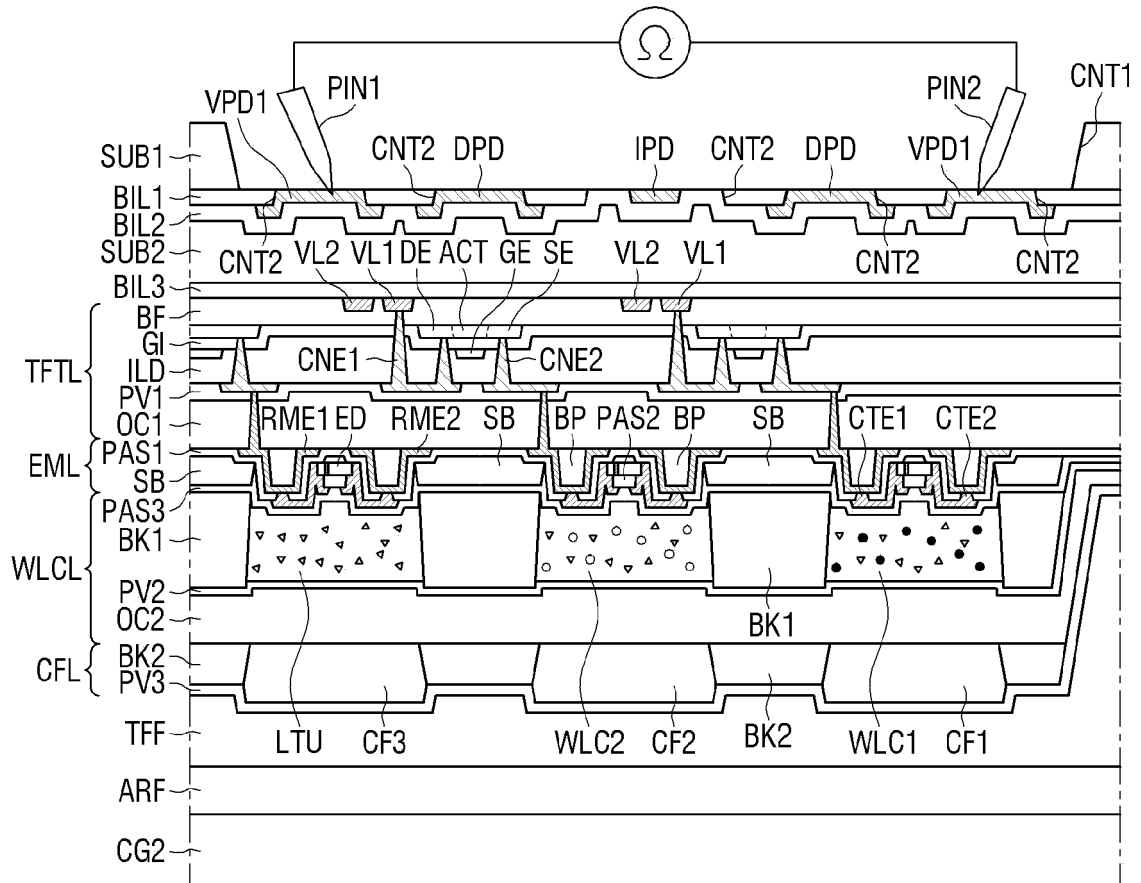 Ω
VPD1 PIN1 PIN2 CNT1
SUB1 CNT2 DPD IPD CNT2 DPD VPD1
BIL1
BIL2
SUB2 CNT2 CNT2 CNT2
VL2 VL1 DE ACT GE SE VL2 VL1
BIL3
BF
GI
TFTL ILD CNE1 CNE2
PV1
OC1 RME1 ED RME2 SB BP PAS2 BP SB CTE1 CTE2
PAS1
EML SB
PAS3
BK1
WLCL
PV2
OC2 BK1
BK2
CFL PV3
TFF LTU CF3 WLC2 CF2 BK2 WLC1 CF1
ARF
CG2